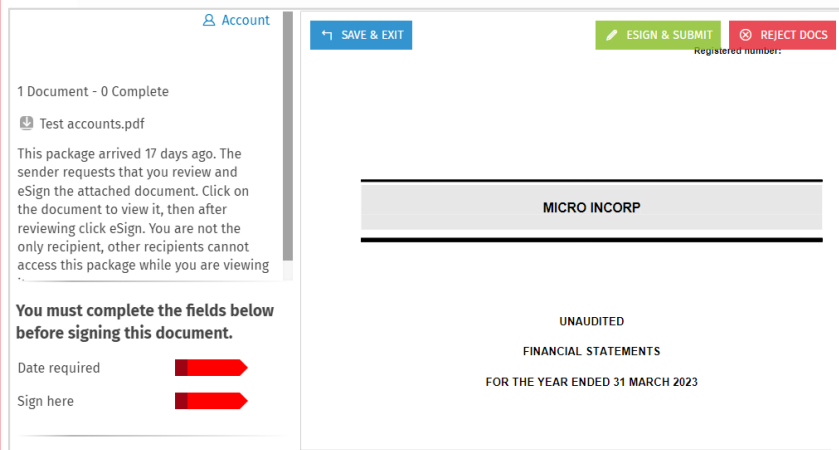 Account
1 Document - 0 Complete
Test accounts.pdf
This package arrived 17 days ago. The
sender requests that you review and
eSign the attached document. Click on
the document to view it, then after
reviewing click eSign. You are not the
only recipient, other recipients cannot
access this package while you are viewing
You must complete the fields below
before signing this document.
Date required
Sign here
SAVE & EXIT
ESIGN & SUBMIT
REJECT DOCS
Registered number:
MICRO INCORP
UNAUDITED
FINANCIAL STATEMENTS
FOR THE YEAR ENDED 31 MARCH 2023